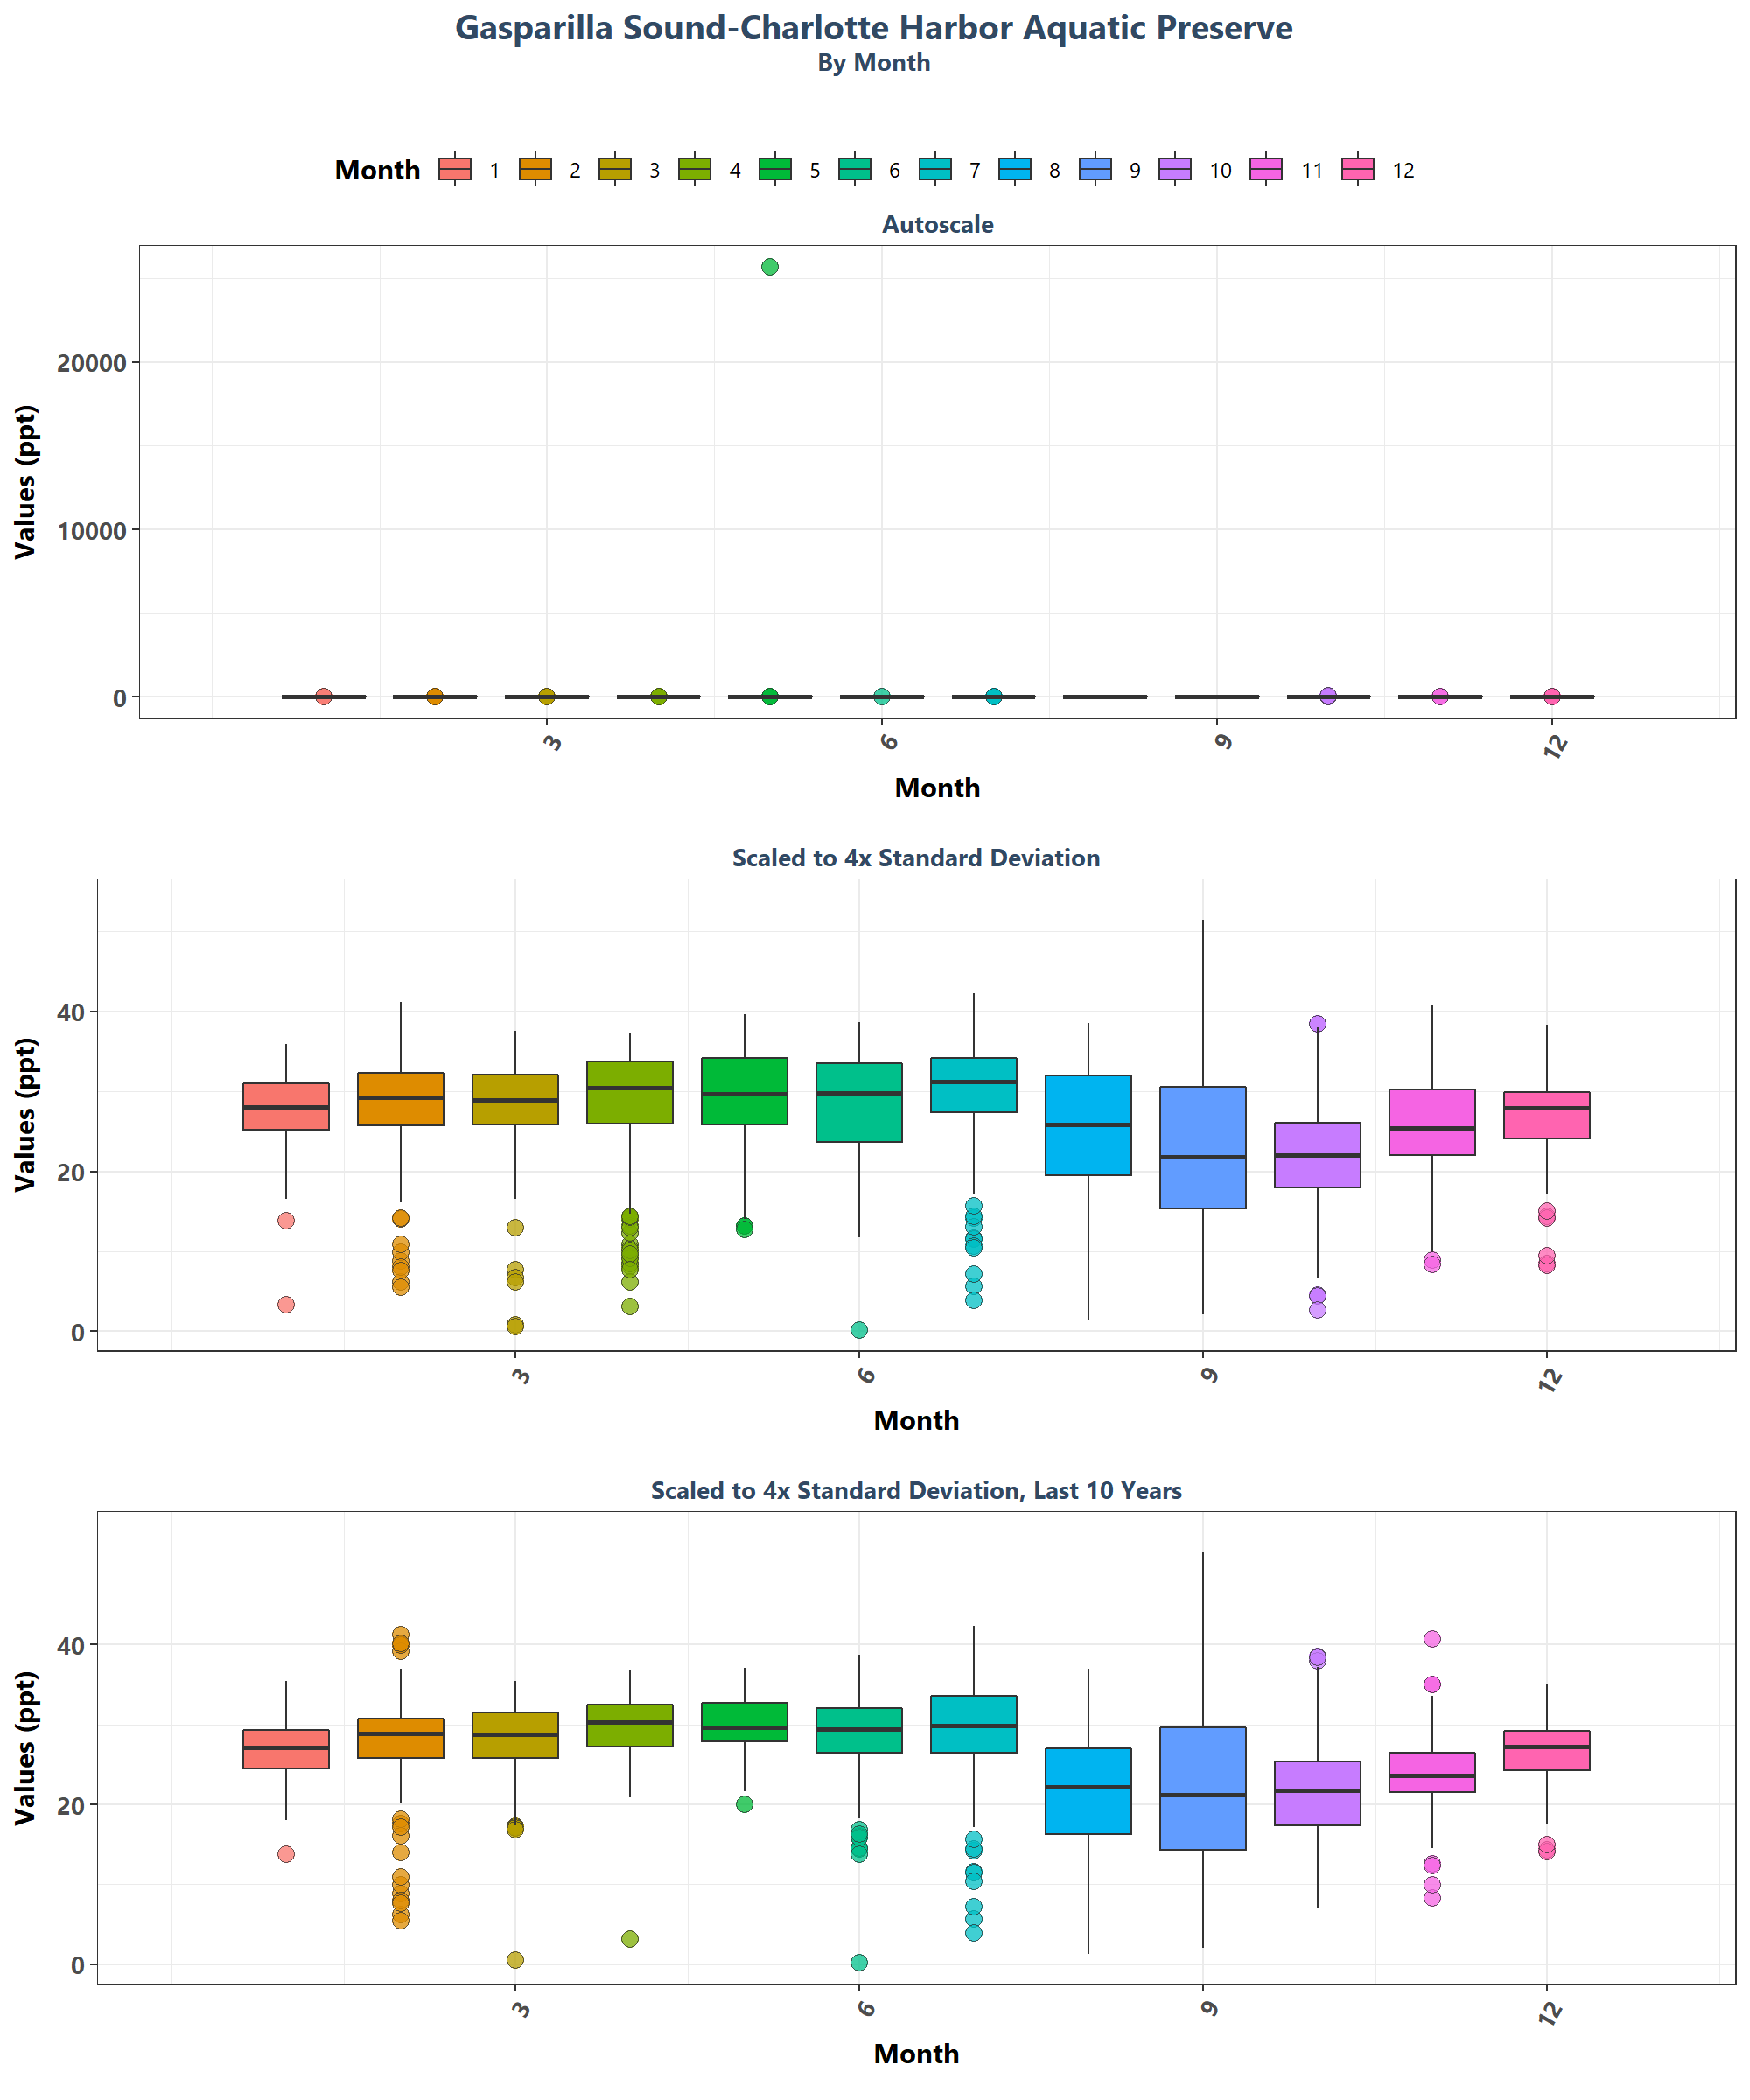 Gasparilla Sound-Charlotte Harbor Aquatic Preserve
By Month
Month 1 2 3 4 5 6 7 8 9 10 11 12
Autoscale
Values (ppt)
20000
10000
0
3 6 9 12
Month
Scaled to 4x Standard Deviation
Values (ppt)
40
20
0
3 6 9 12
Month
Scaled to 4x Standard Deviation, Last 10 Years
Values (ppt)
40
20
0
3 6 9 12
Month